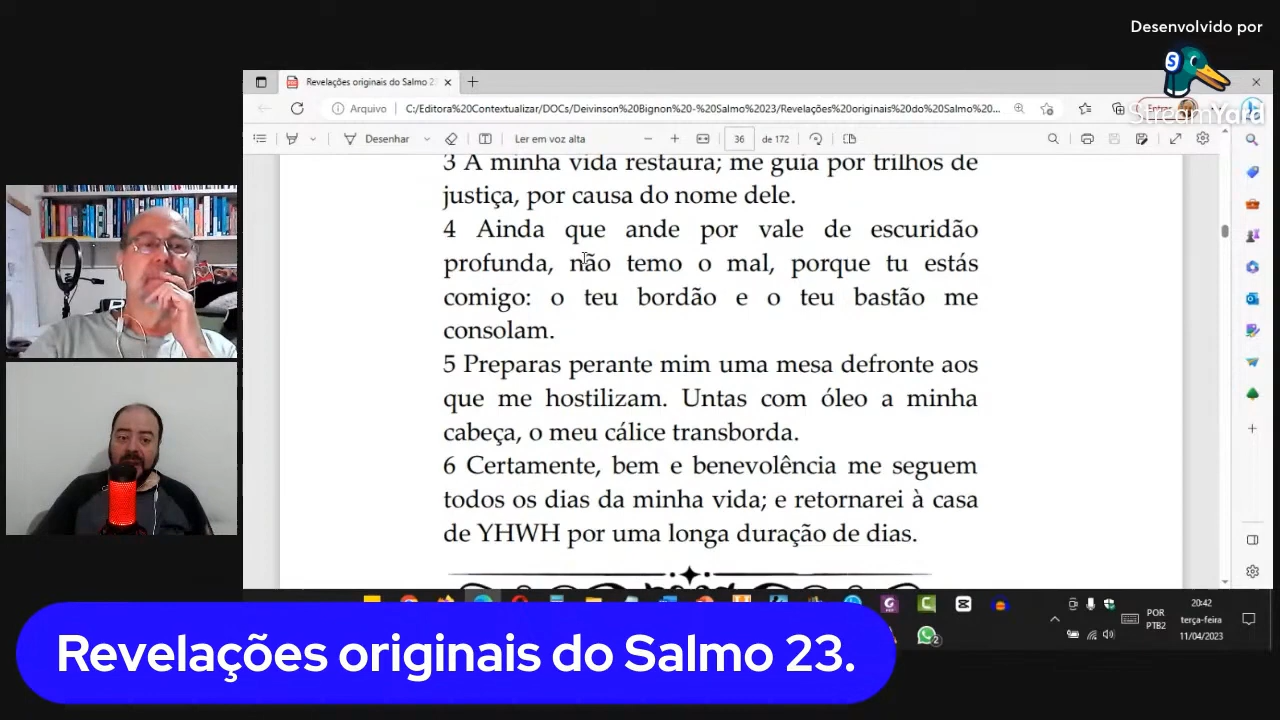 Desenvolvido por
StreamYard
Revelações originais do Salmo 23
Arquivo C:/Editora%20Contextualizar/DOCs/Deivinson%20Bignon%20-%20Salmo%2023/Revelações%20originais%20do%20Salmo%20...
Entrar
Desenhar Ler em voz alta 36 de 172
3 A minha vida restaura; me guia por trilhos de
justiça, por causa do nome dele.
4 Ainda que ande por vale de escuridão
profunda, não temo o mal, porque tu estás
comigo: o teu bordão e o teu bastão me
consolam.
5 Preparas perante mim uma mesa defronte aos
que me hostilizam. Untas com óleo a minha
cabeça, o meu cálice transborda.
6 Certamente, bem e benevolência me seguem
todos os dias da minha vida; e retornarei à casa
de YHWH por uma longa duração de dias.
POR
PTB2
20:42
terça-feira
11/04/2023
2
Revelações originais do Salmo 23.